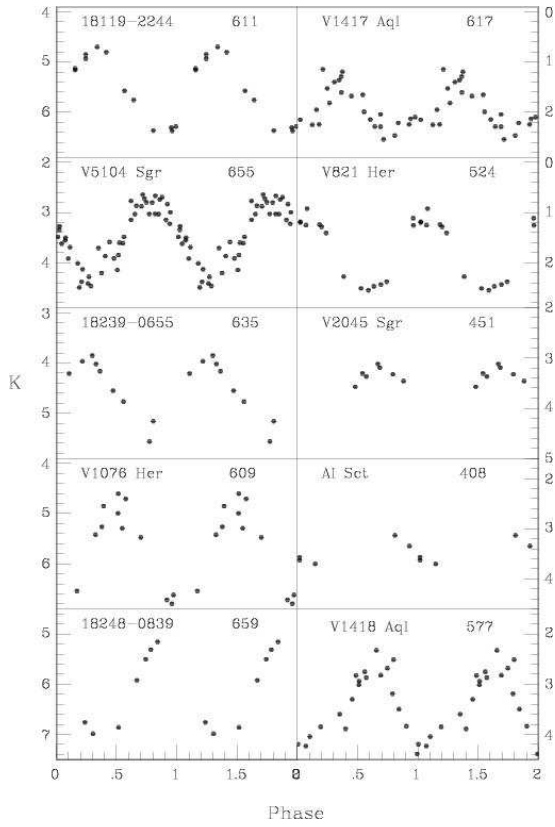 4 18119-2244 611 V1417 Aql 617 0
5 1
6 2
2 V5104 Sgr 655 V821 Her 524 0
3 1
4 2
5 18239-0655 635 V2045 Sgr 451 2
4 3
K
5 4
4 V1076 Her 609 AI Sct 408 5
2
5 3
6 4
5 18248-0839 659 V1418 Aql 577 2
6 3
7 4
0 .5 1 1.5 0 .5 1 1.5 2
Phase